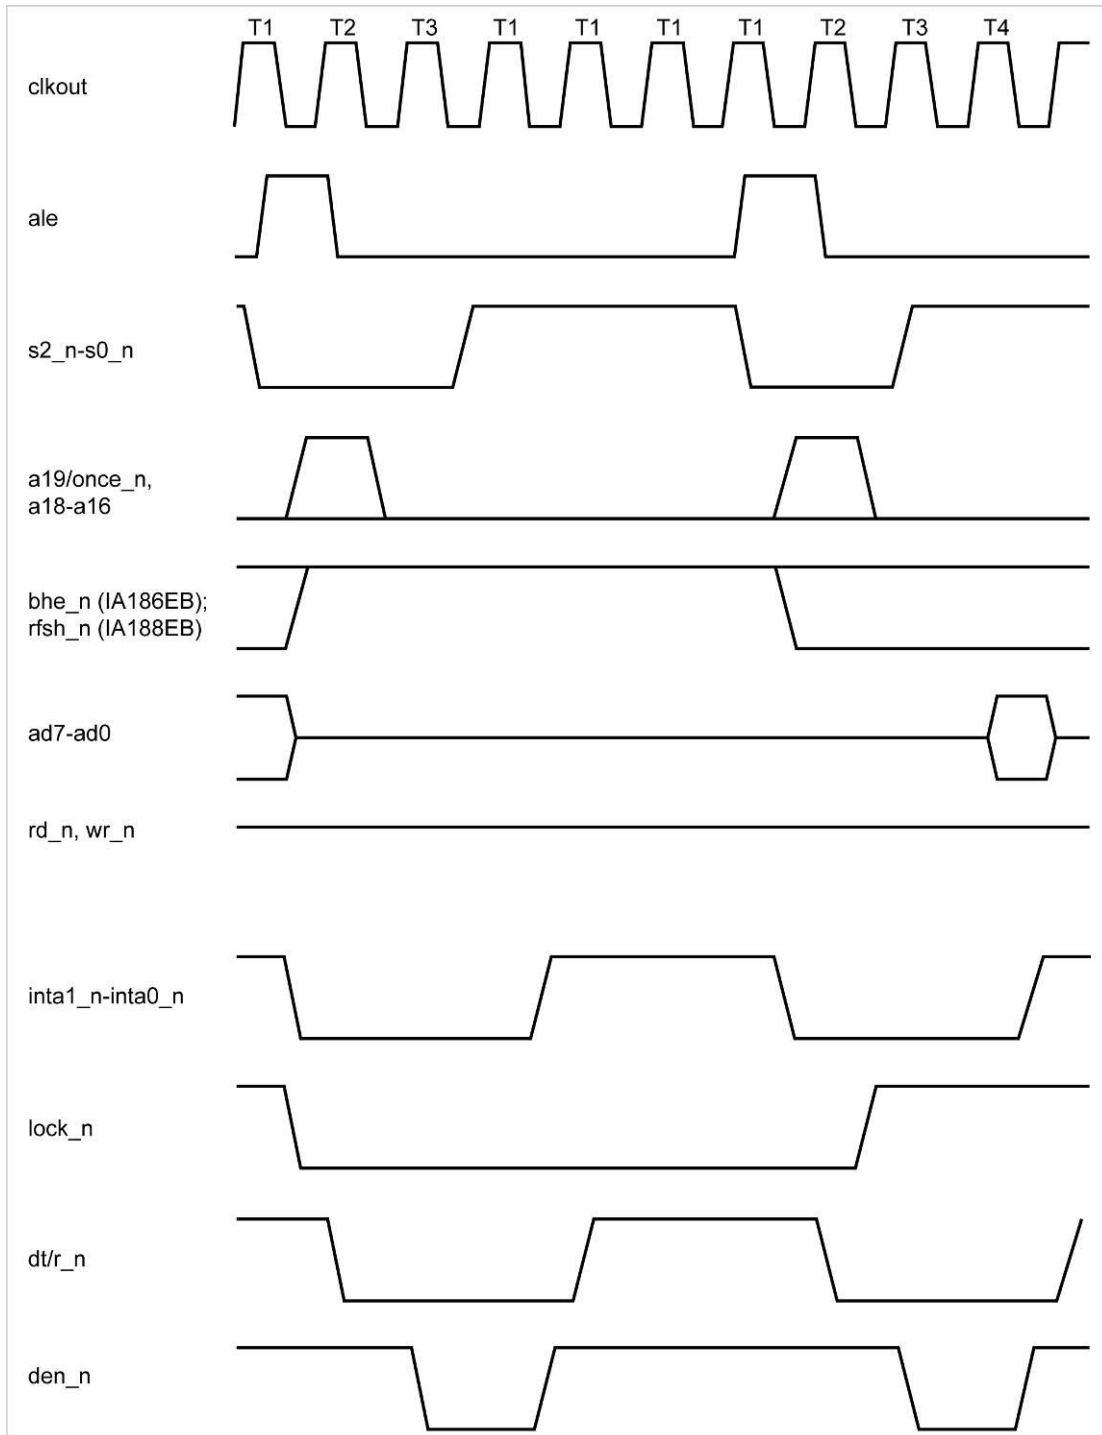 T1 T2 T3 T1 T1 T1 T1 T2 T3 T4
clkout
ale
s2_n-s0_n
a19/once_n,
a18-a16
bhe_n (IA186EB);
rfsh_n (IA188EB)
ad7-ad0
rd_n, wr_n
inta1_n-inta0_n
lock_n
dt/r_n
den_n